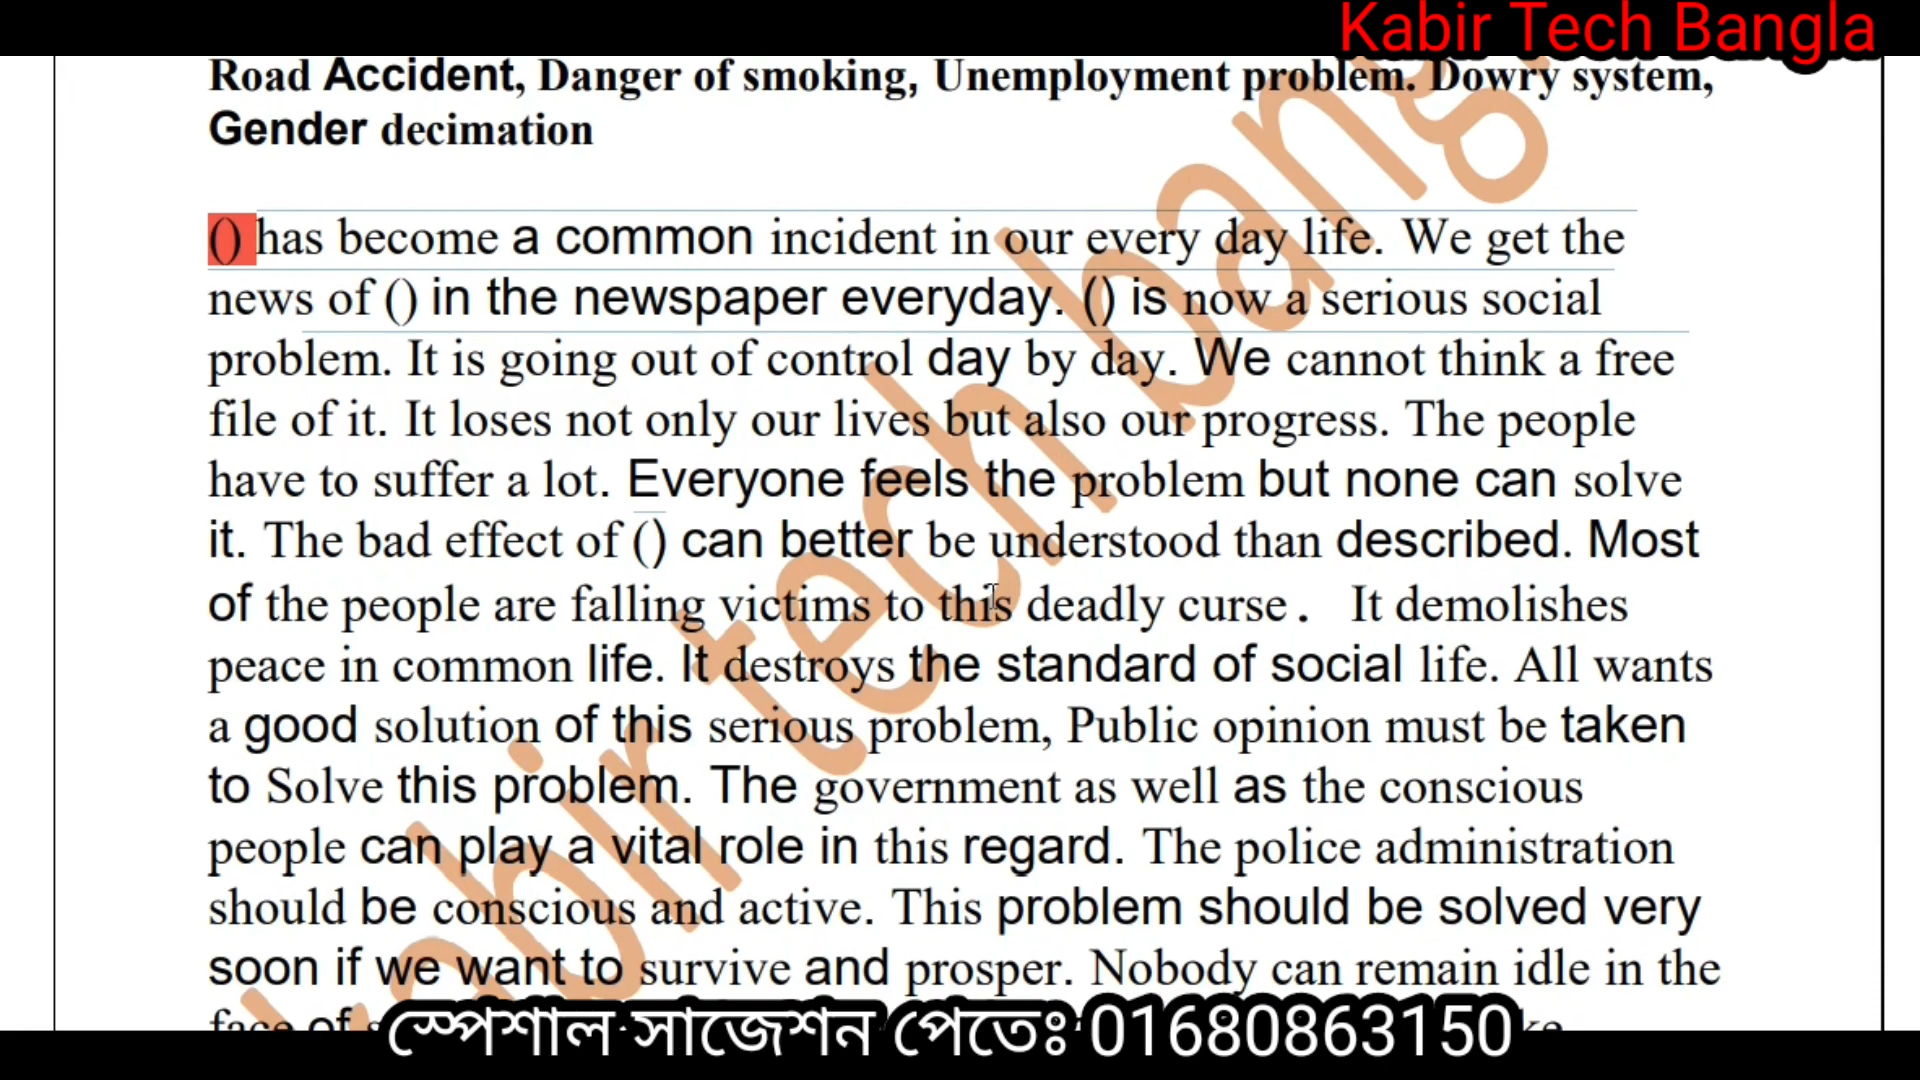 Kabir Tech Bangla
Road Accident, Danger of smoking, Unemployment problem. Dowry system,
Gender decimation
() has become a common incident in our every day life. We get the
news of () in the newspaper everyday. () is now a serious social
problem. It is going out of control day by day. We cannot think a free
file of it. It loses not only our lives but also our progress. The people
have to suffer a lot. Everyone feels the problem but none can solve
it. The bad effect of () can better be understood than described. Most
of the people are falling victims to this deadly curse. It demolishes
peace in common life. It destroys the standard of social life. All wants
a good solution of this serious problem, Public opinion must be taken
to Solve this problem. The government as well as the conscious
people can play a vital role in this regard. The police administration
should be conscious and active. This problem should be solved very
soon if we want to survive and prosper. Nobody can remain idle in the
face of
স্পেশাল সাজেশন পেতেঃ 01680863150
kabir tech bang